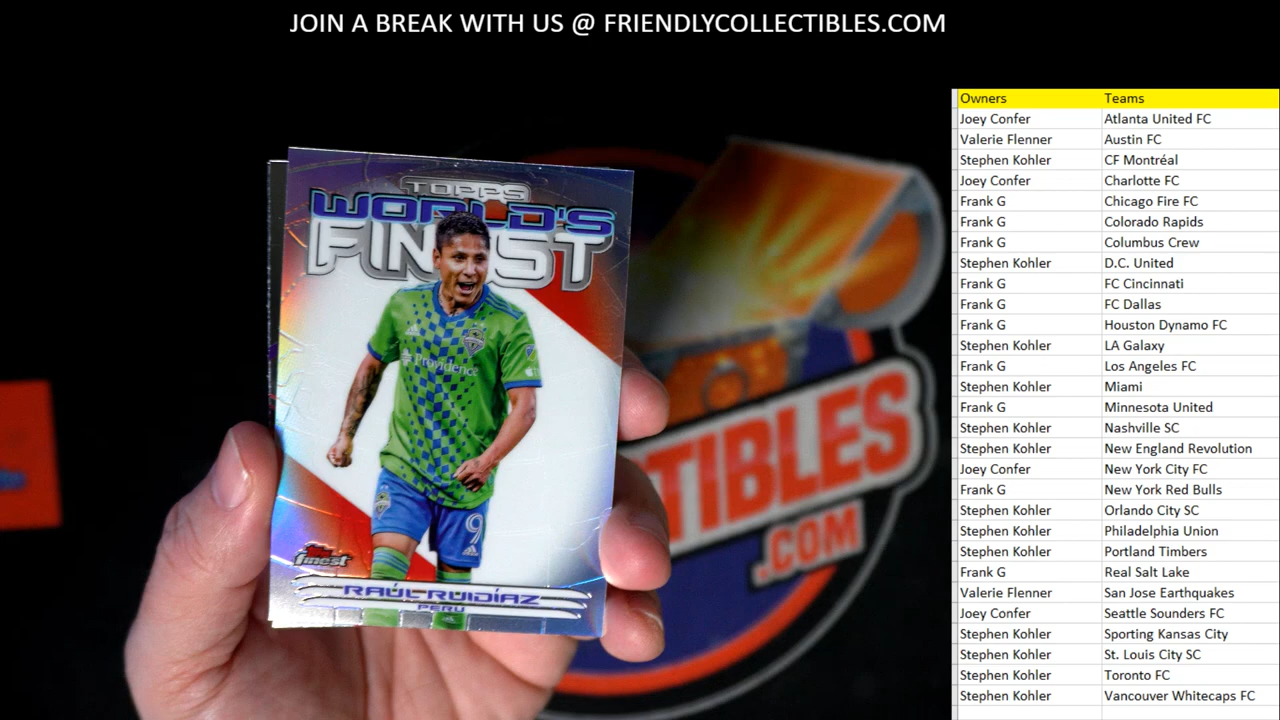 JOIN A BREAK WITH US @ FRIENDLYCOLLECTIBLES.COM
TOPPS
WORLD'S
FINEST
Providence
9
Topps
finest
RAÚL RUIDÍAZ
PERU
TIBLES
.COM
Owners Teams
Joey Confer Atlanta United FC
Valerie Flenner Austin FC
Stephen Kohler CF Montréal
Joey Confer Charlotte FC
Frank G Chicago Fire FC
Frank G Colorado Rapids
Frank G Columbus Crew
Stephen Kohler D.C. United
Frank G FC Cincinnati
Frank G FC Dallas
Frank G Houston Dynamo FC
Stephen Kohler LA Galaxy
Frank G Los Angeles FC
Stephen Kohler Miami
Frank G Minnesota United
Stephen Kohler Nashville SC
Stephen Kohler New England Revolution
Joey Confer New York City FC
Frank G New York Red Bulls
Stephen Kohler Orlando City SC
Stephen Kohler Philadelphia Union
Stephen Kohler Portland Timbers
Frank G Real Salt Lake
Valerie Flenner San Jose Earthquakes
Joey Confer Seattle Sounders FC
Stephen Kohler Sporting Kansas City
Stephen Kohler St. Louis City SC
Stephen Kohler Toronto FC
Stephen Kohler Vancouver Whitecaps FC